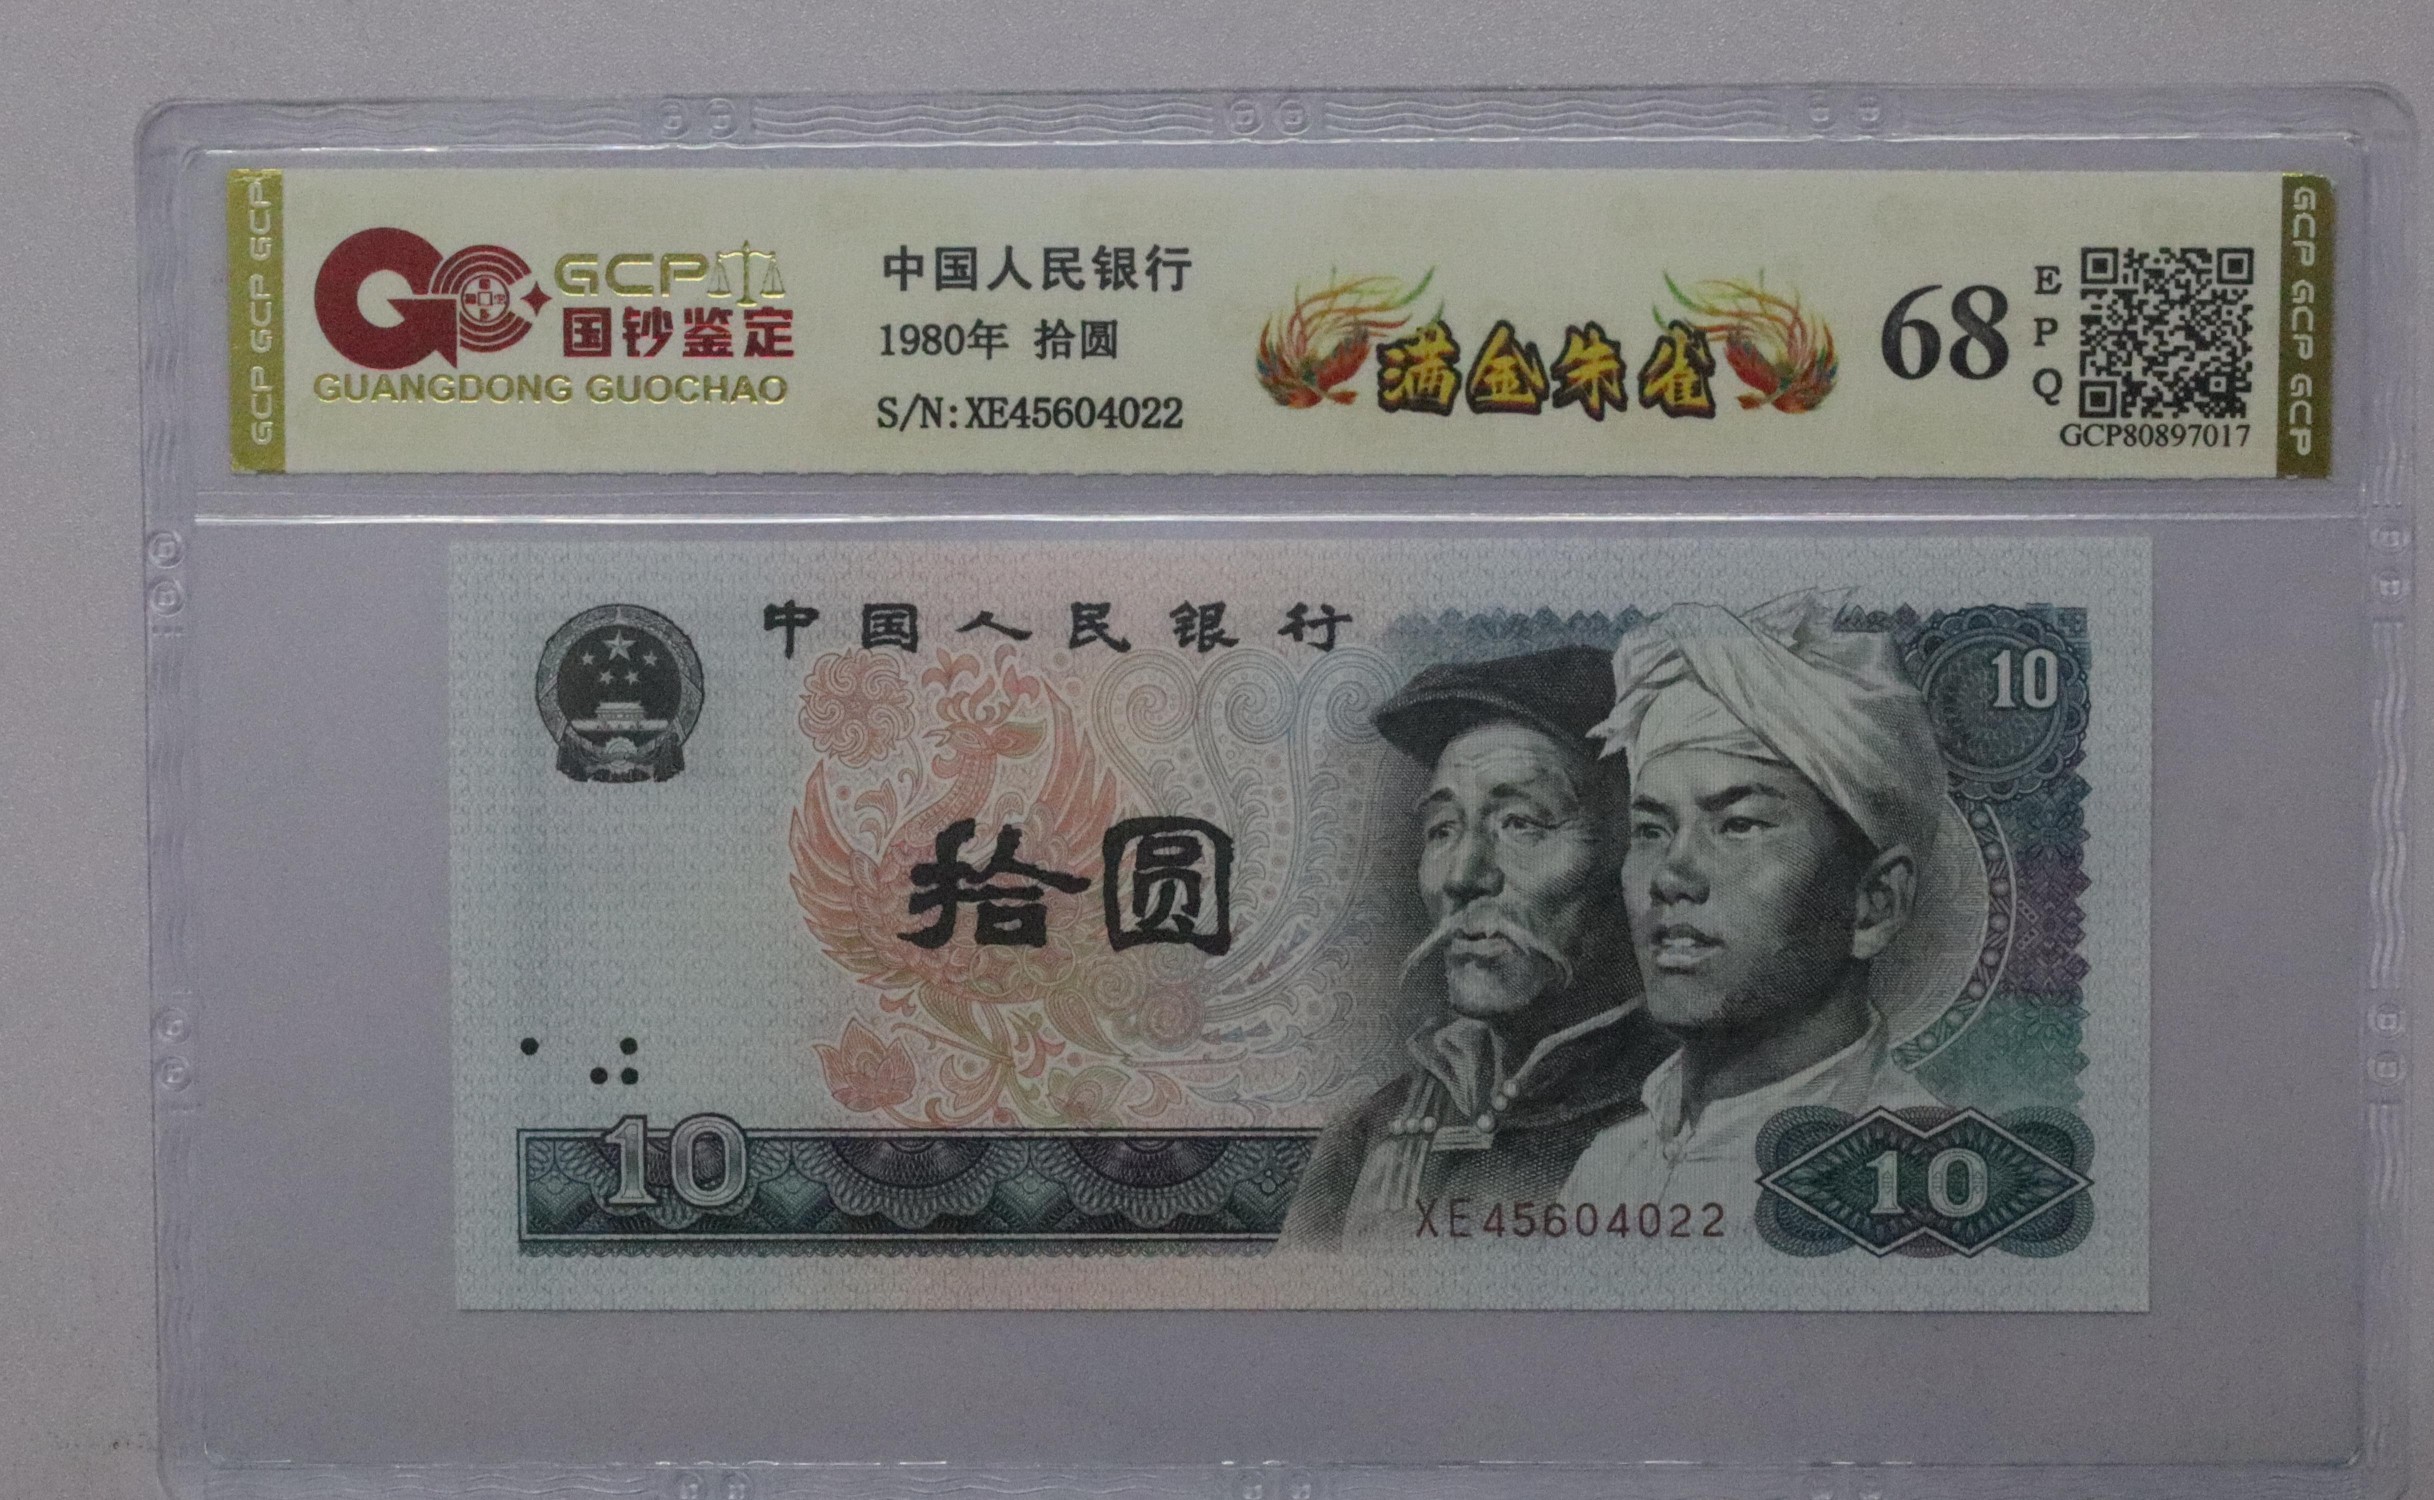 GCP GCP GCP
GCP
国钞鉴定
GUANGDONG GUOCHAO
中国人民银行
1980年 拾圆
S/N:XE45604022
满金朱雀
68
E
P
Q
GCP80897017
GCP GCP GCP
中国人民银行
10
拾圆
10
XE45604022
10